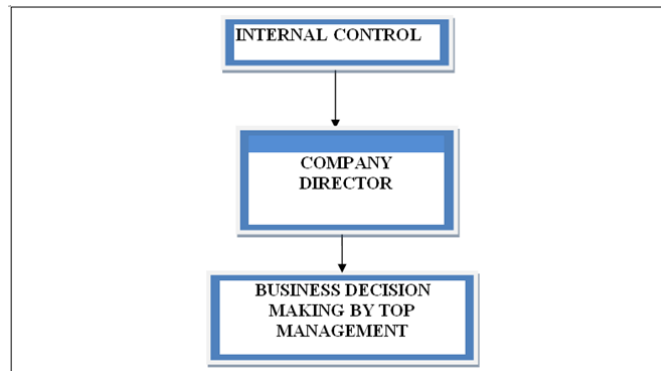 INTERNAL CONTROL
COMPANY
DIRECTOR
BUSINESS DECISION
MAKING BY TOP
MANAGEMENT